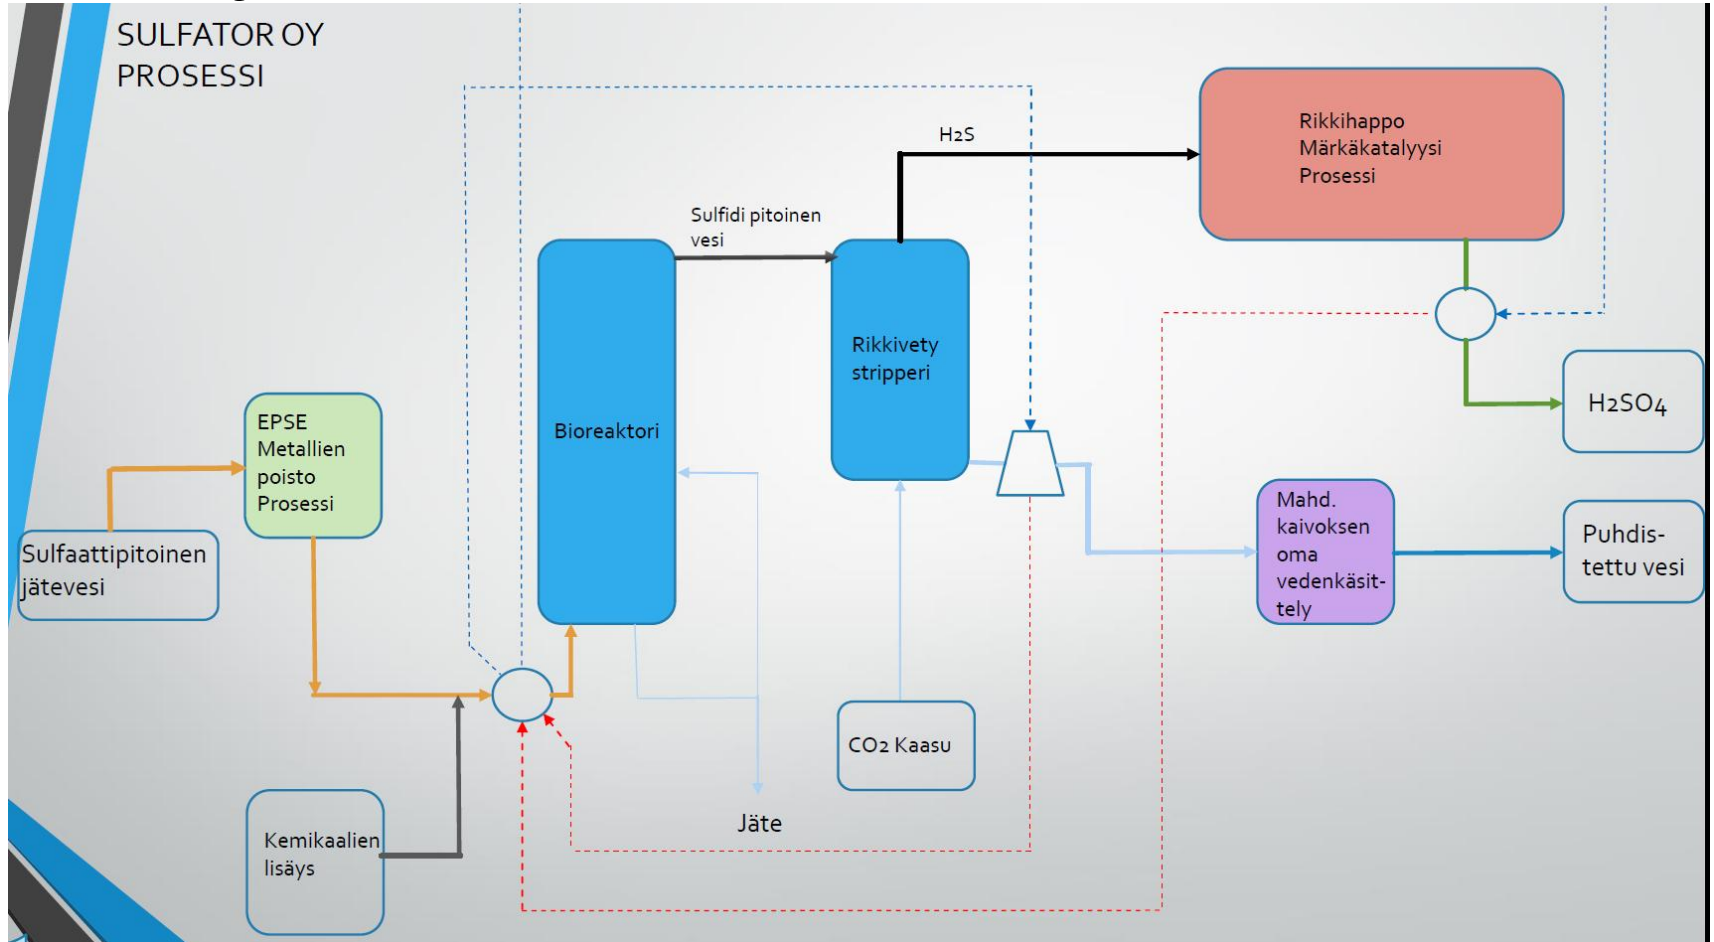 SULFATOR OY
PROSESSI
H2S
Rikkihappo
Märkäkatalyysi
Prosessi
Sulfidi pitoinen
vesi
Rikkivety
stripperi
Bioreaktori
EPSE
Metallien
poisto
Prosessi
H2SO4
Sulfaattipitoinen
jätevesi
Mahd.
kaivoksen
oma
vedenkäsit-
tely
Puhdis-
tettu vesi
CO2 Kaasu
Jäte
Kemikaalien
lisäys